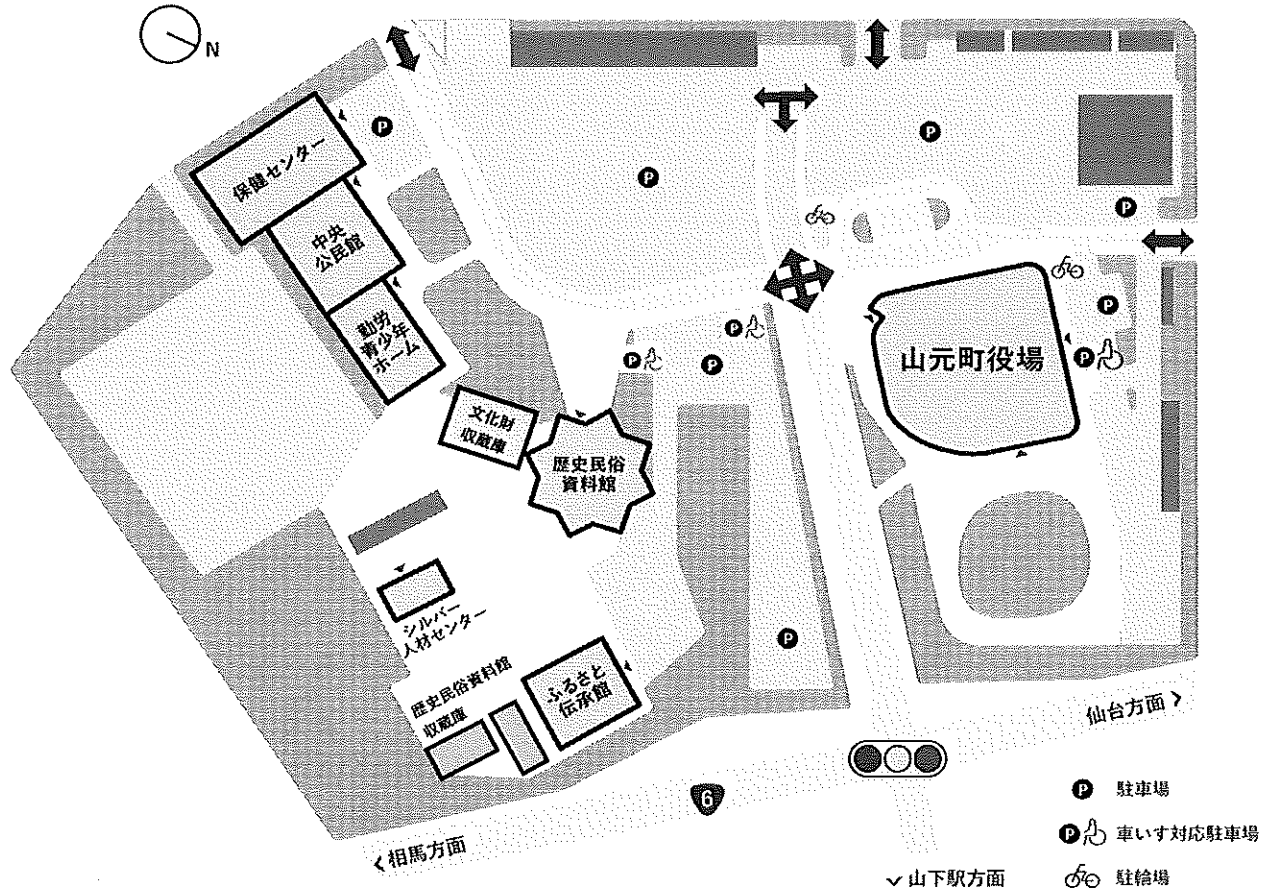 N
P
保健センター
P
P
中央
公民館
P
勤労
青少年
ホーム
P
P
P
P
山元町役場
P
文化財
収蔵庫
歴史民俗
資料館
シルバー
人材センター
P
歴史民俗資料館
収蔵庫
ふるさと
伝承館
仙台方面
6
相馬方面
P 駐車場
P 車いす対応駐車場
駐輪場
山下駅方面